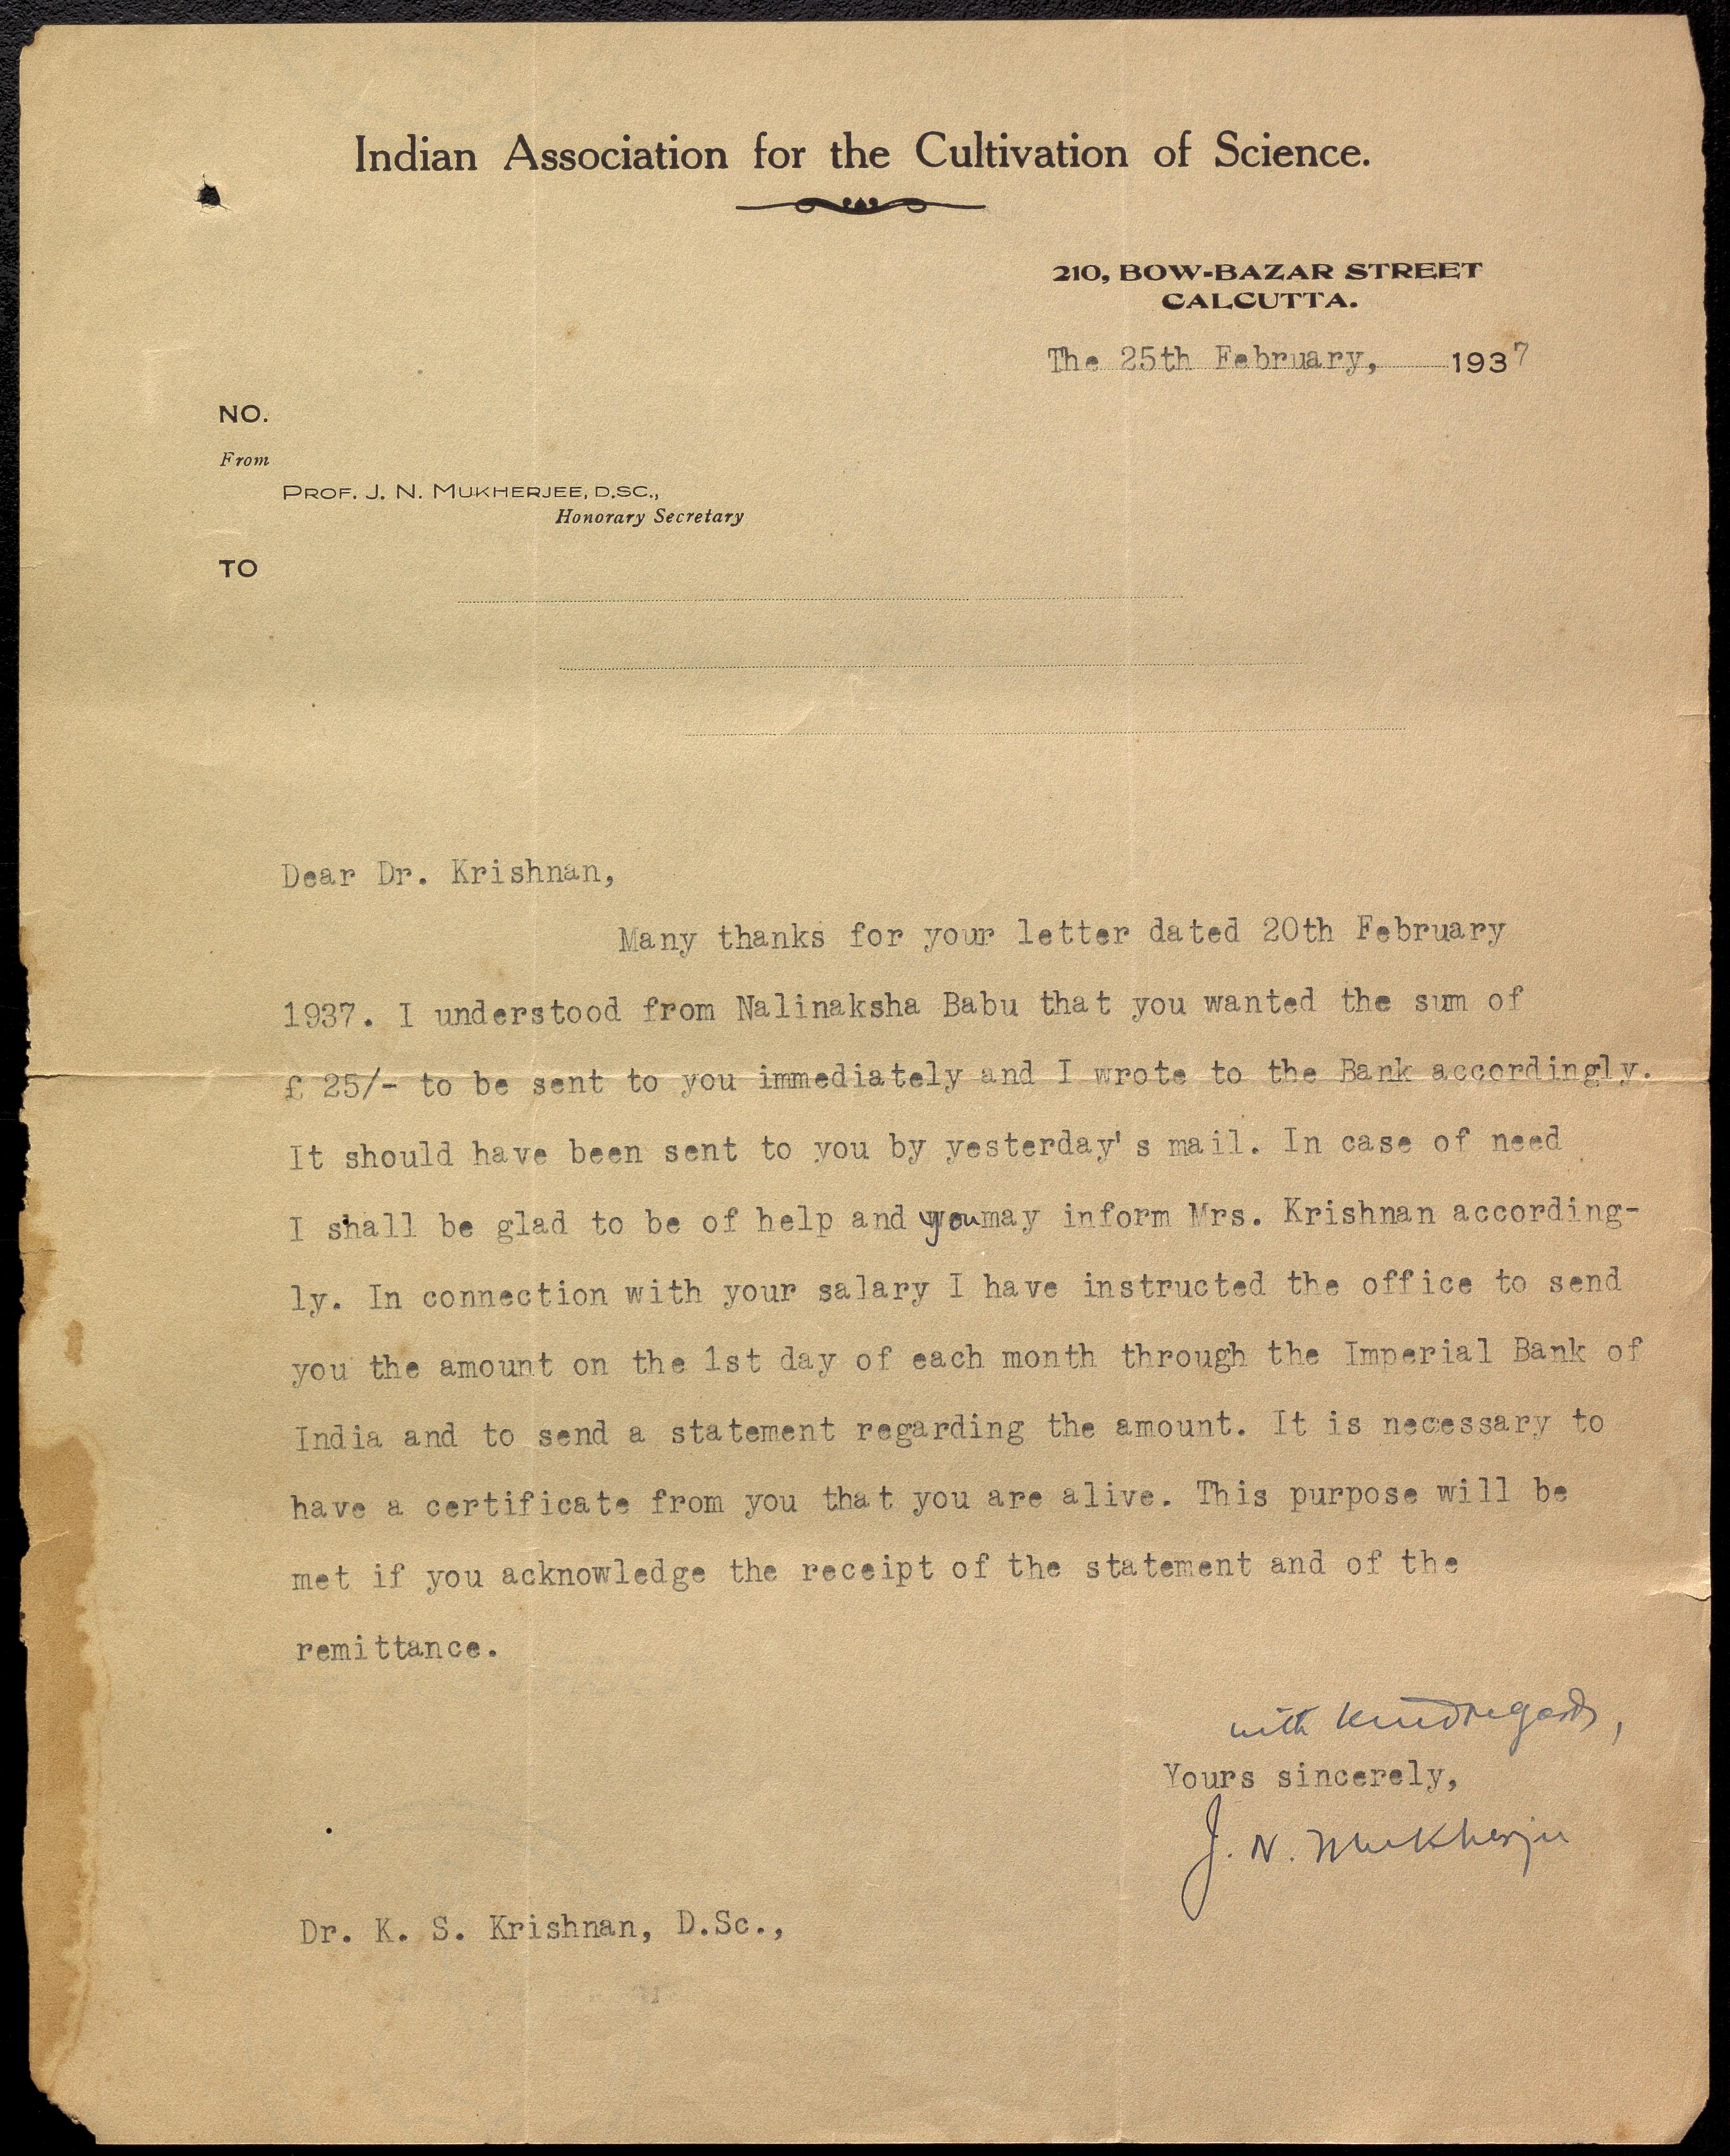 Indian Association for the Cultivation of Science.
210, BOW-BAZAR STREET
CALCUTTA.
The 25th February, 1937
NO.
From
PROF. J. N. MUKHERJEE, D.SC.,
Honorary Secretary
TO
Dear Dr. Krishnan,
Many thanks for your letter dated 20th February
1937. I understood from Nalinaksha Babu that you wanted the sum of
£ 25/- to be sent to you immediately and I wrote to the Bank accordingly.
It should have been sent to you by yesterday's mail. In case of need
I shall be glad to be of help and you may inform Mrs. Krishnan according-
ly. In connection with your salary I have instructed the office to send
you the amount on the 1st day of each month through the Imperial Bank of
India and to send a statement regarding the amount. It is necessary to
have a certificate from you that you are alive. This purpose will be
met if you acknowledge the receipt of the statement and of the
remittance.
with kind regards,
Yours sincerely,
J. N. Mukherjee
Dr. K. S. Krishnan, D.Sc.,